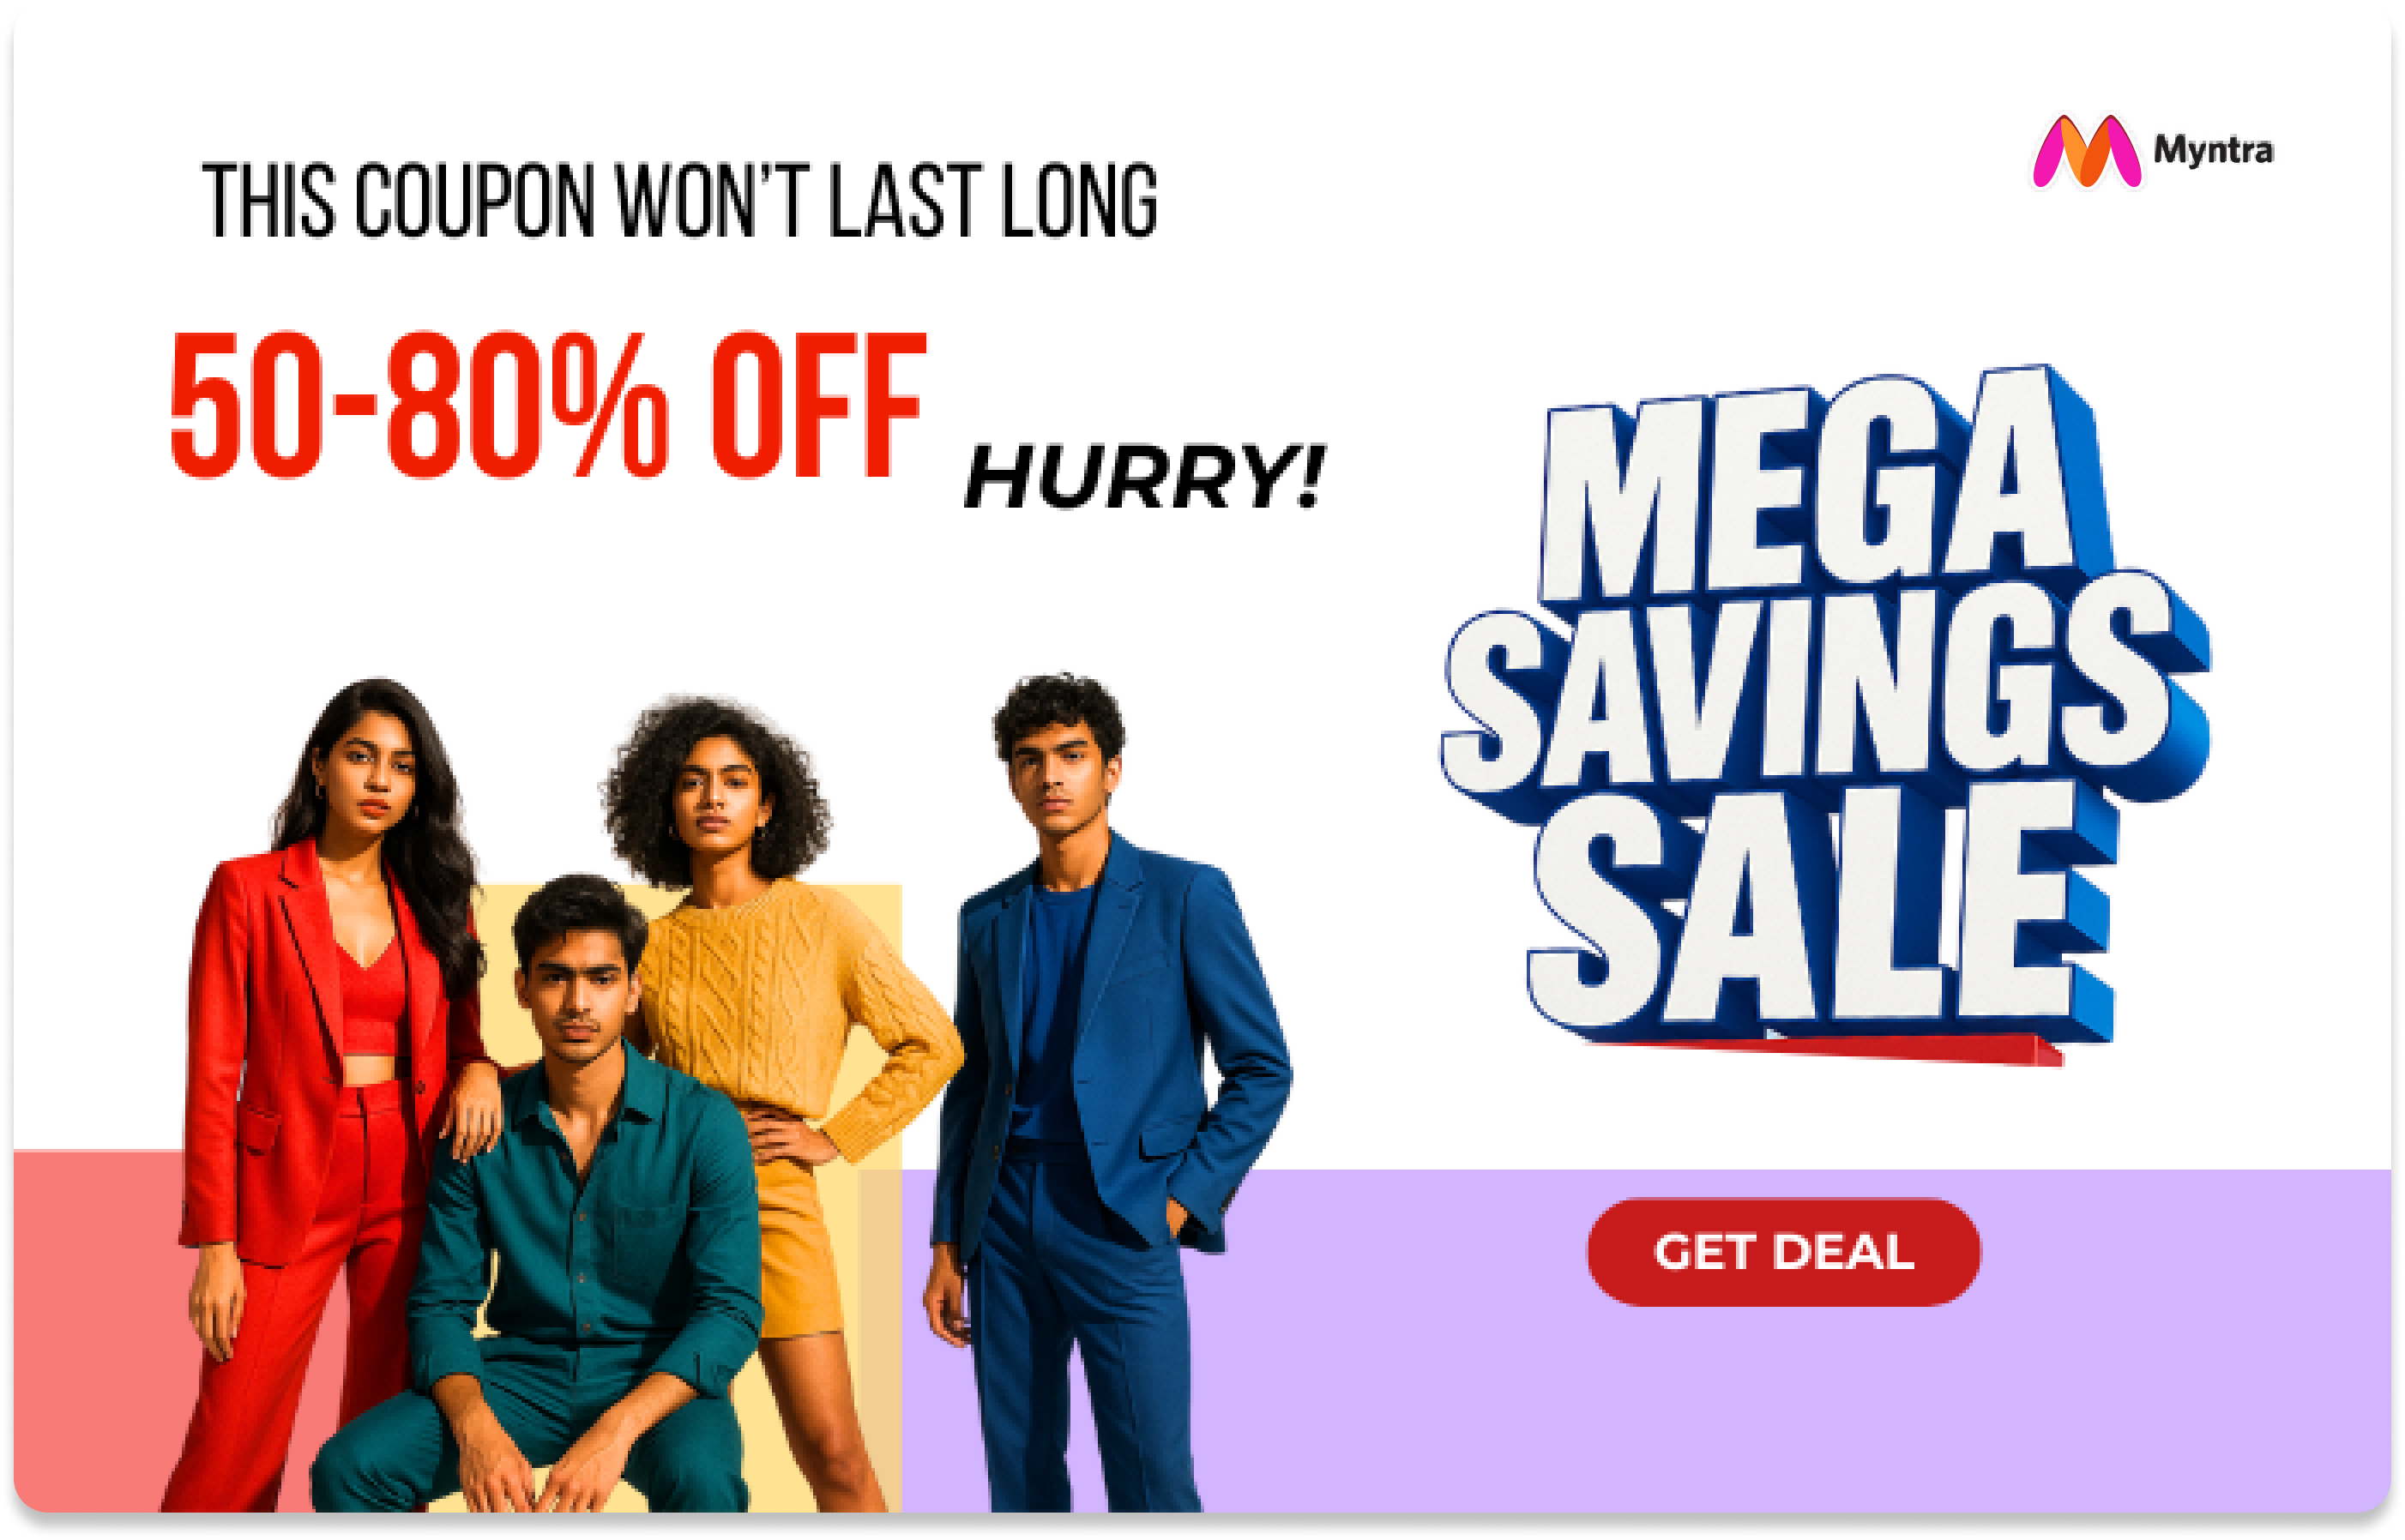 Myntra
THIS COUPON WON’T LAST LONG
50-80% OFF
HURRY!
MEGA
SAVINGS
SALE
GET DEAL